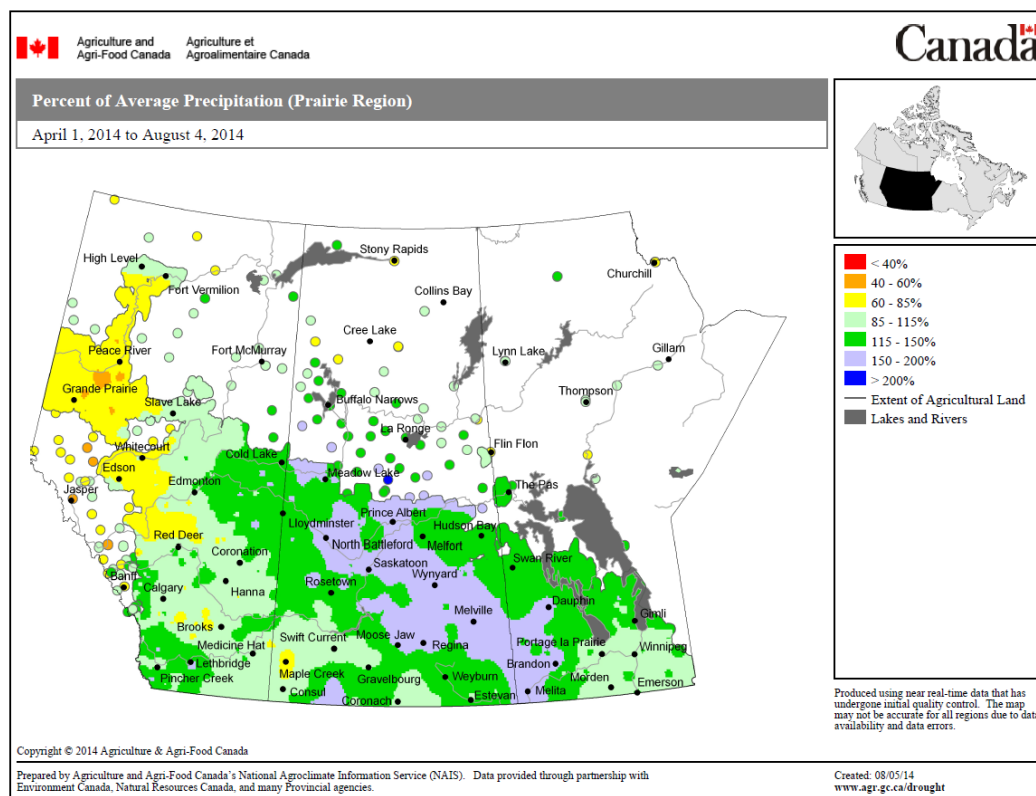 Agriculture and
Agri-Food Canada
Agriculture et
Agroalimentaire Canada
Canada
Percent of Average Precipitation (Prairie Region)
April 1, 2014 to August 4, 2014
High Level
Fort Vermilion
Stony Rapids
Churchill
Collins Bay
Cree Lake
Peace River
Fort McMurray
Lynn Lake
Gillam
Grande Prairie
Slave Lake
Buffalo Narrows
Thompson
La Ronge
Flin Flon
Whitecourt
Cold Lake
Edson
Meadow Lake
Jasper
Edmonton
The Pas
Lloydminster
Prince Albert
Hudson Bay
Red Deer
North Battleford
Melfort
Coronation
Saskatoon
Swan River
Banff
Calgary
Hanna
Rosetown
Wynyard
Dauphin
Brooks
Melville
Gimli
Swift Current
Moose Jaw
Regina
Portage la Prairie
Winnipeg
Medicine Hat
Lethbridge
Brandon
Pincher Creek
Maple Creek
Gravelbourg
Weyburn
Morden
Emerson
Consul
Coronach
Estevan
Melita
< 40%
40 - 60%
60 - 85%
85 - 115%
115 - 150%
150 - 200%
> 200%
Extent of Agricultural Land
Lakes and Rivers
Produced using near real-time data that has
undergone initial quality control. The map
may not be accurate for all regions due to data
availability and data errors.
Copyright © 2014 Agriculture & Agri-Food Canada
Prepared by Agriculture and Agri-Food Canada's National Agroclimate Information Service (NAIS). Data provided through partnership with
Environment Canada, Natural Resources Canada, and many Provincial agencies.
Created: 08/05/14
www.agr.gc.ca/drought